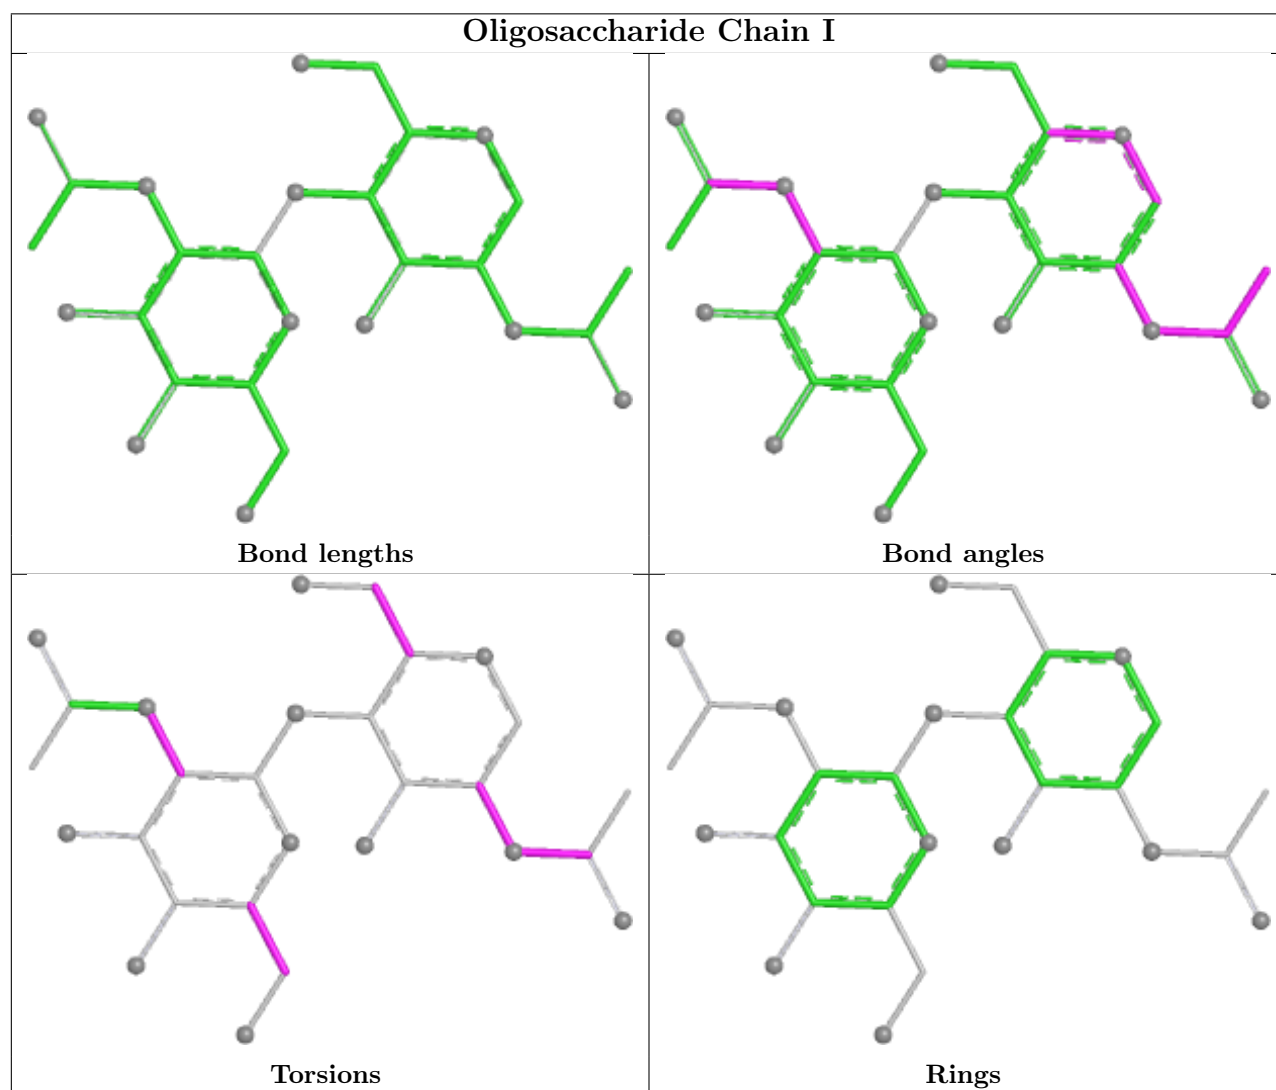 Oligosaccharide Chain I
Bond lengths
Bond angles
Torsions
Rings